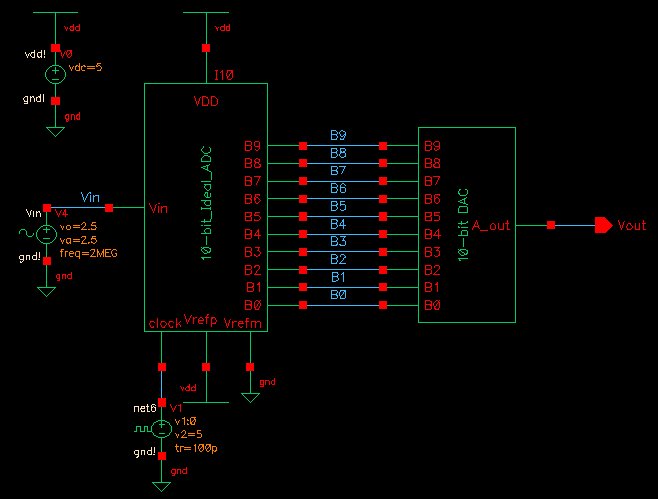 vdd
vdd
vdd!
V0
vdc=5
gnd!
gnd
I10
VDD
10-bit_Ideal_ADC
B9
B8
B7
B6
B5
B4
B3
B2
B1
B0
B9
B8
B7
B6
B5
B4
B3
B2
B1
B0
B9
B8
B7
B6
B5
B4
B3
B2
B1
B0
10-bit DAC
A_out
Vout
Vin
Vin
Vin
V4
vo=2.5
va=2.5
freq=2MEG
gnd!
gnd
clock
Vrefp
Vrefm
vdd
gnd
net6
V1
v1:0
v2=5
tr=100p
gnd!
gnd